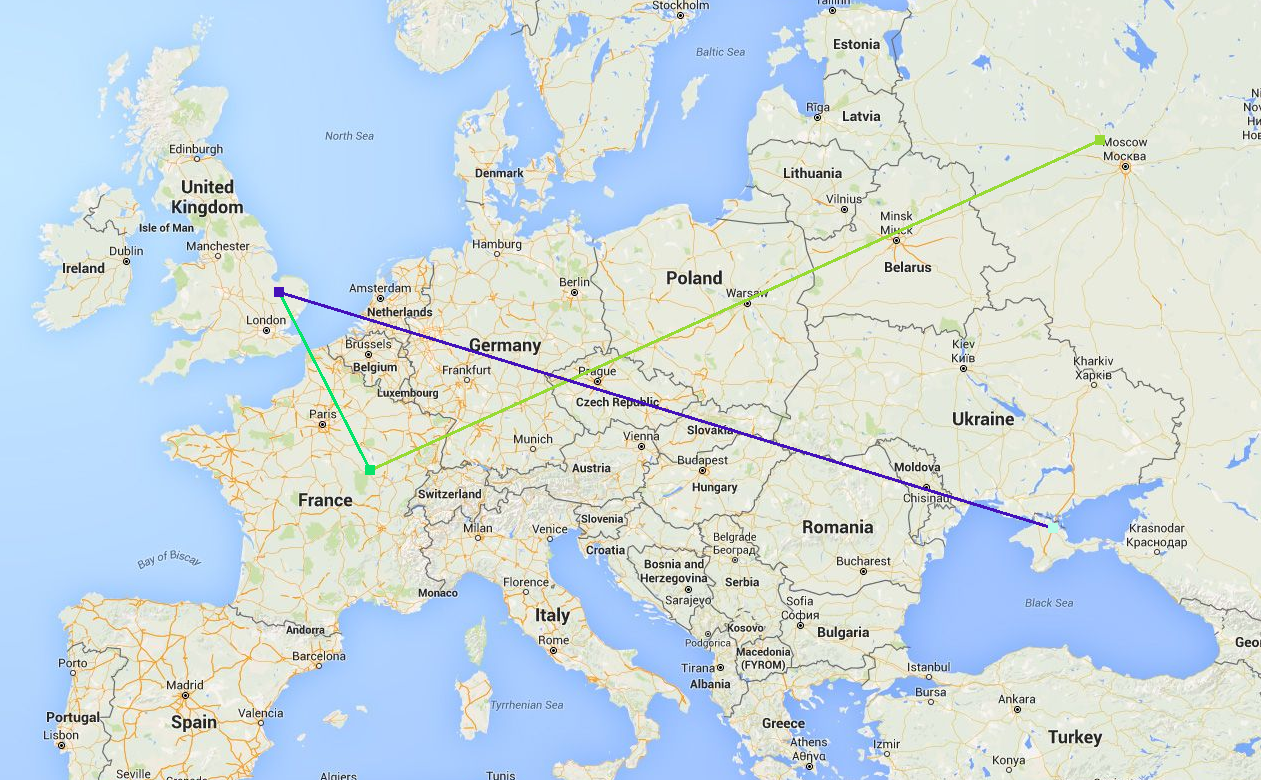 Stockholm
Tallinn
Baltic Sea
Estonia
Rīga
Latvia
North Sea
Edinburgh
United
Kingdom
Denmark
Lithuania
Vilnius
Moscow
Москва
Isle of Man
Dublin
Manchester
Ireland
Hamburg
Minsk
Мінск
Belarus
Amsterdam
Netherlands
Berlin
Poland
Warsaw
London
Brussels
Belgium
Germany
Frankfurt
Luxembourg
Prague
Czech Republic
Kiev
Київ
Kharkiv
Харків
Ukraine
Paris
Munich
Vienna
Slovakia
Budapest
Austria
Hungary
Moldova
Chisinau
France
Switzerland
Milan
Venice
Slovenia
Croatia
Romania
Belgrade
Београд
Bucharest
Krasnodar
Краснодар
Bay of Biscay
Monaco
Florence
Bosnia and
Herzegovina
Sarajevo
Serbia
Black Sea
Andorra
Barcelona
Italy
Rome
Sofia
София
Bulgaria
Kosovo
Podgorica
Macedonia
(FYROM)
Tirana
Albania
Istanbul
Bursa
Ankara
Porto
Madrid
Spain
Valencia
Portugal
Lisbon
Tyrrhenian Sea
Greece
Athens
Αθήνα
Izmir
Turkey
Konya
Seville
Granada
Algiers
Tunis